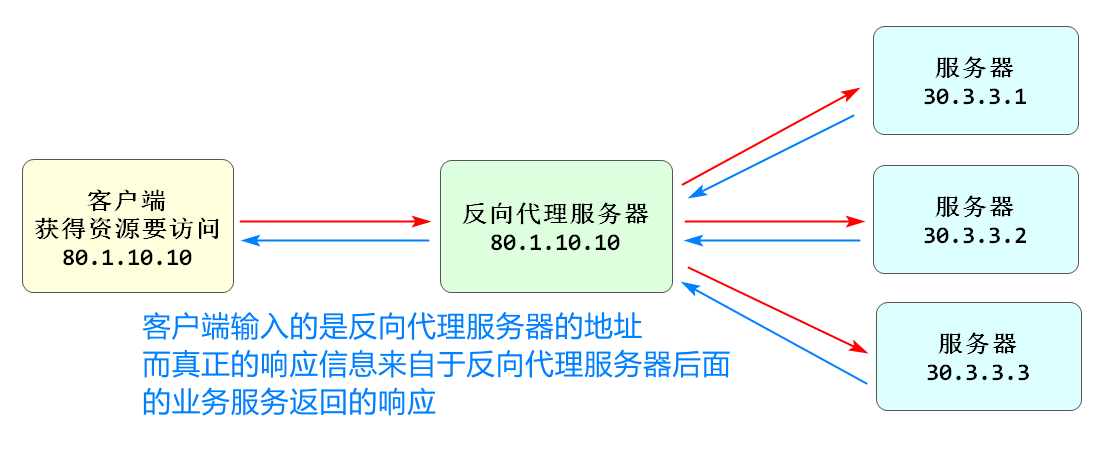 客户端
获得资源要访问
80.1.10.10
反向代理服务器
80.1.10.10
服务器
30.3.3.1
服务器
30.3.3.2
服务器
30.3.3.3
客户端输入的是反向代理服务器的地址
而真正的响应信息来自于反向代理服务器后面
的业务服务返回的响应